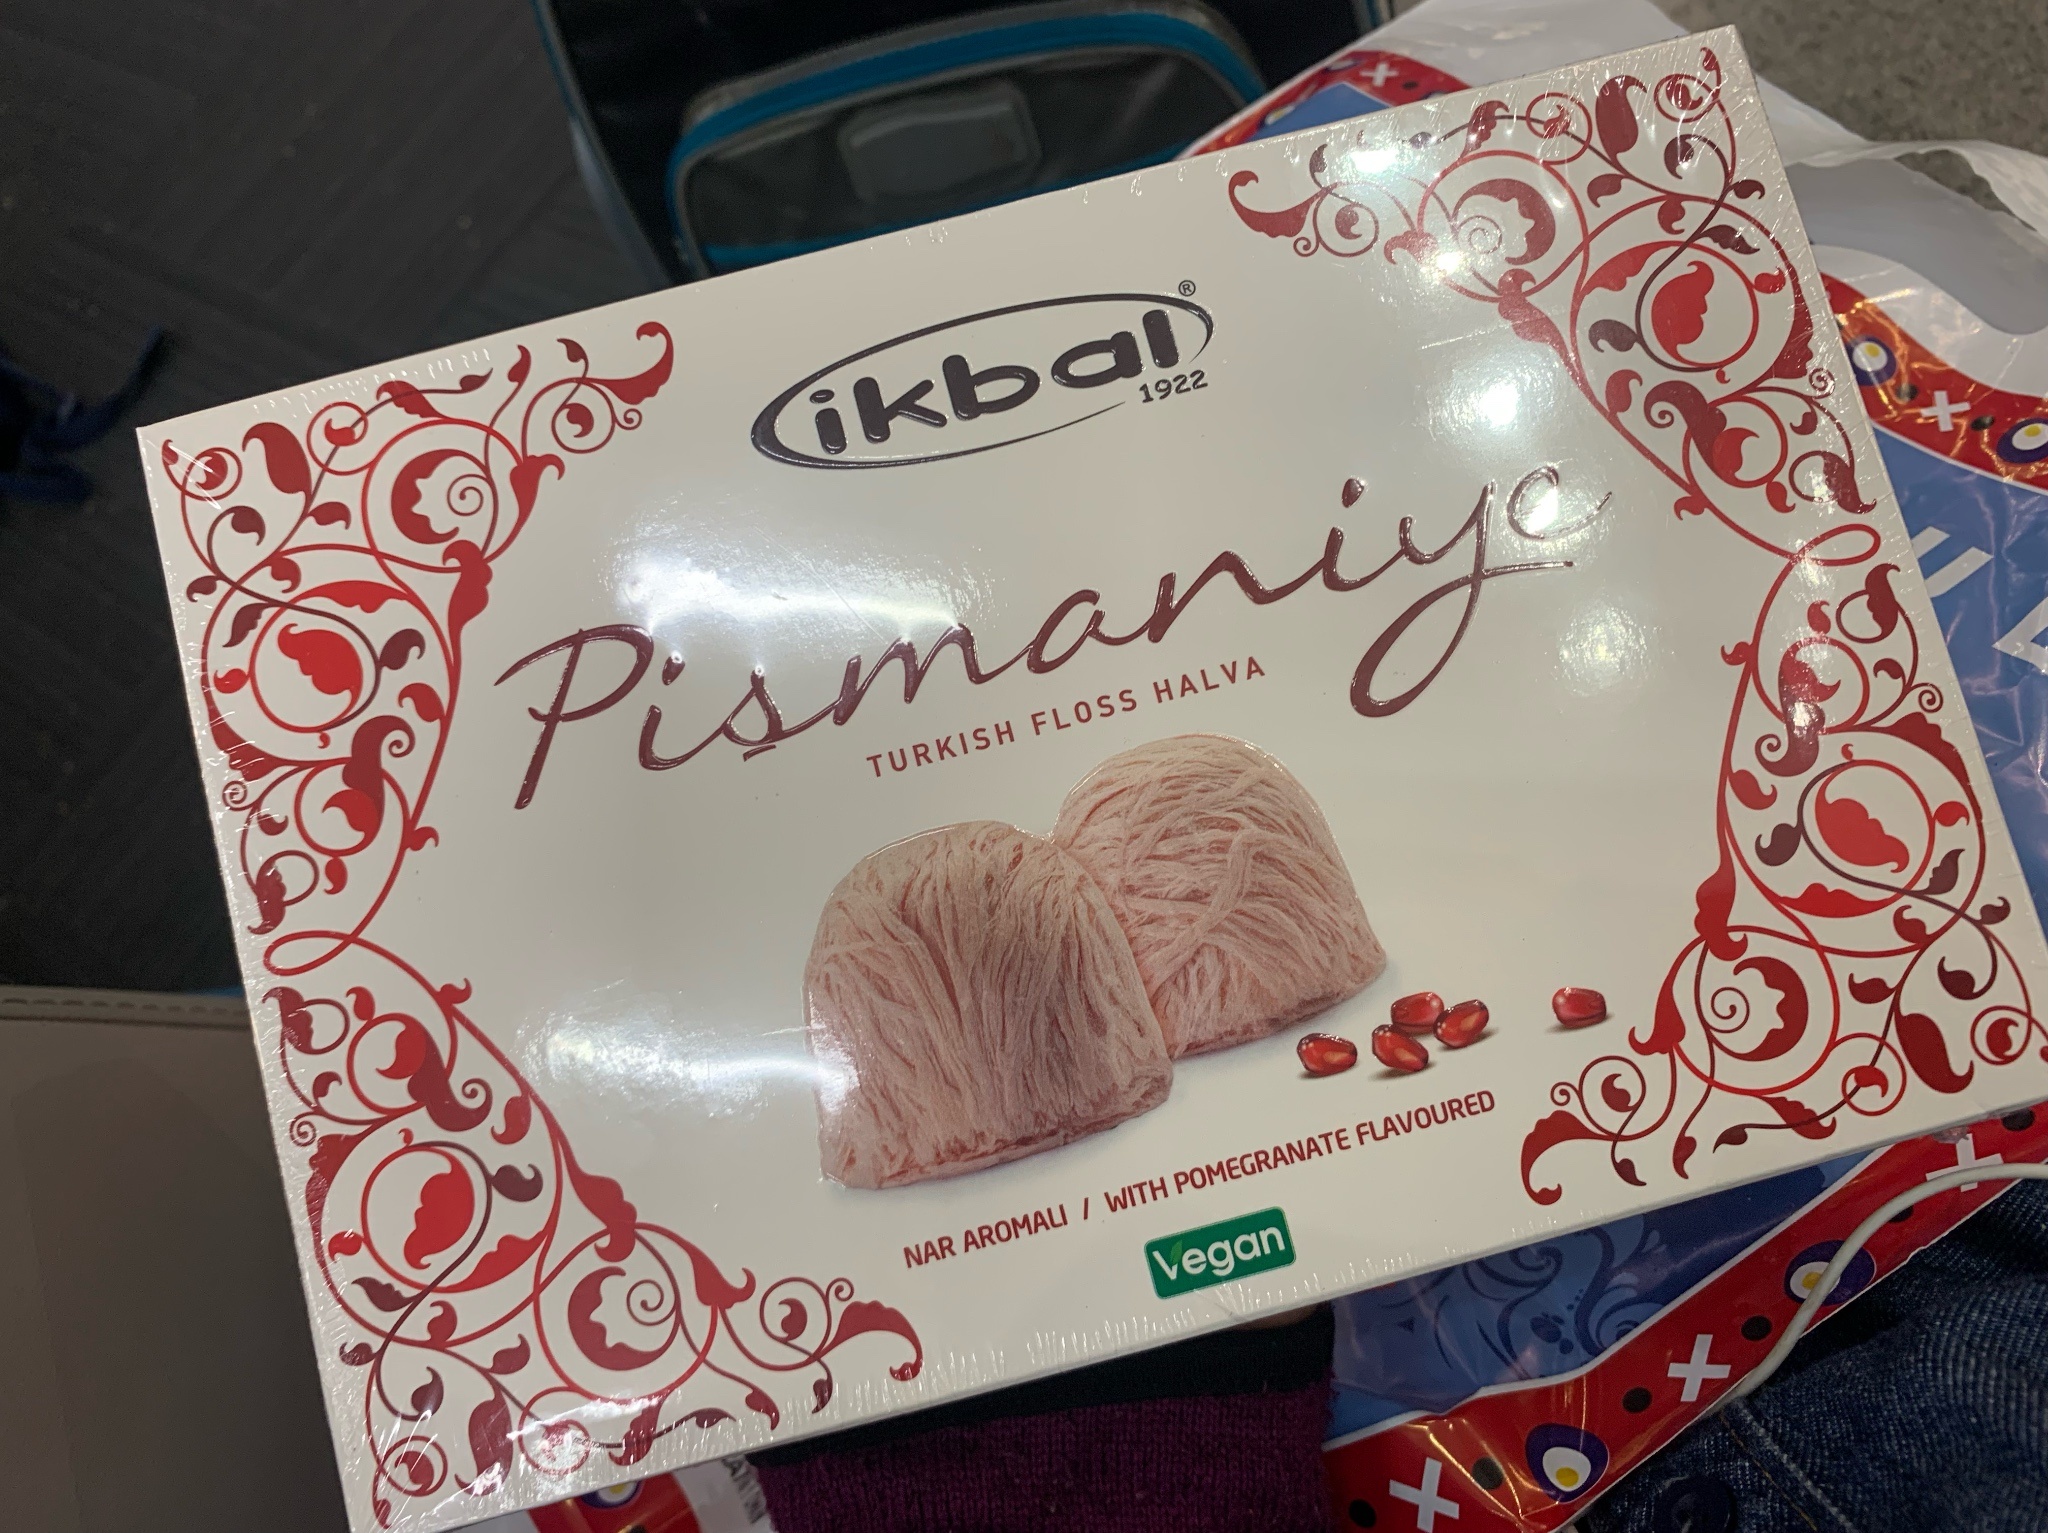 ikbal®
1922
Pişmaniye
TURKISH FLOSS HALVA
NAR AROMALI / WITH POMEGRANATE FLAVOURED
Vegan